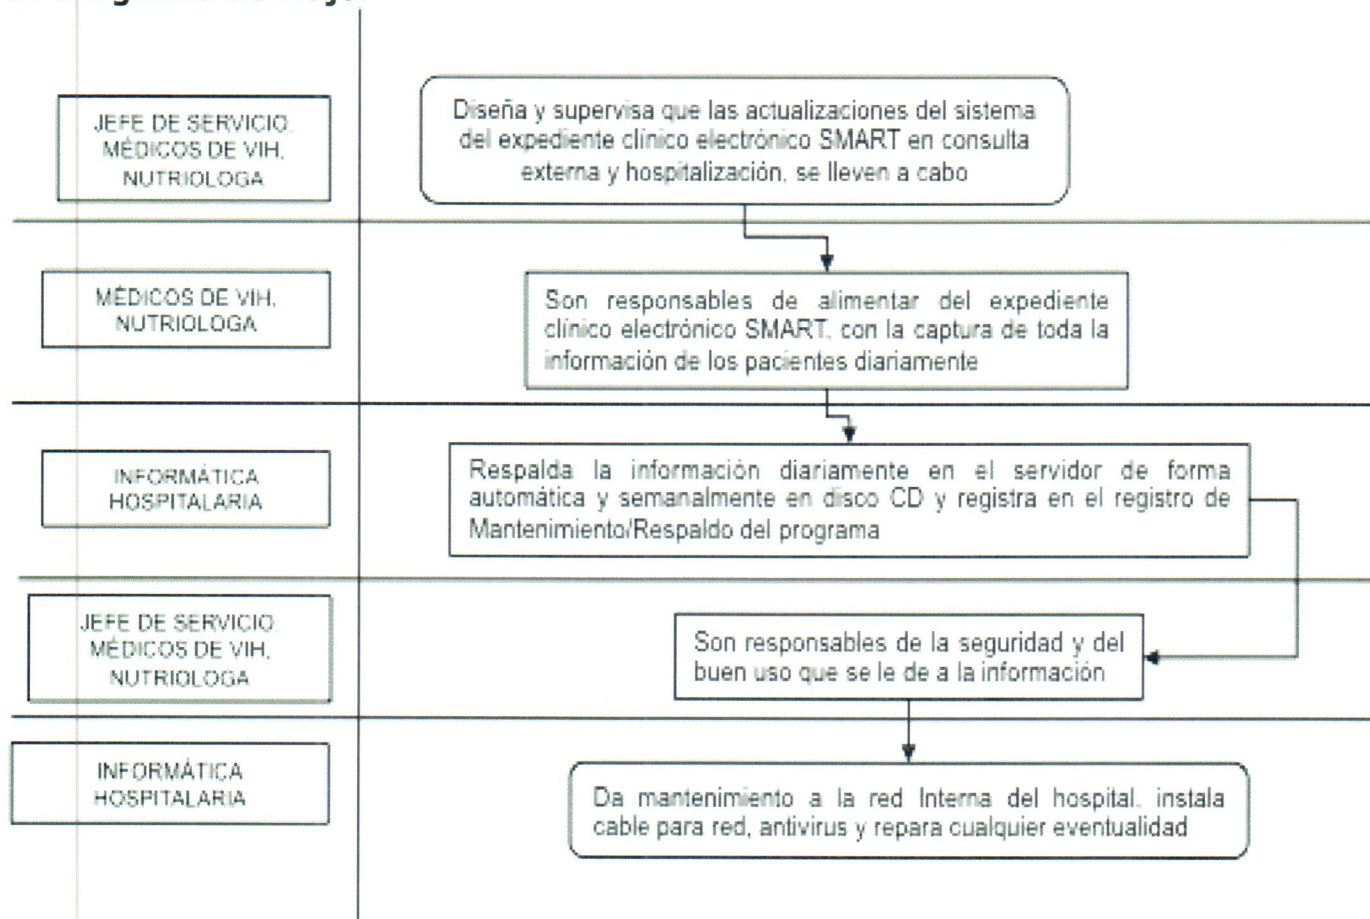 JEFE DE SERVICIO,
MÉDICOS DE VIH,
NUTRIOLOGA
Diseña y supervisa que las actualizaciones del sistema
del expediente clínico electrónico SMART en consulta
externa y hospitalización, se lleven a cabo
MÉDICOS DE VIH,
NUTRIOLOGA
Son responsables de alimentar del expediente
clínico electrónico SMART, con la captura de toda la
información de los pacientes diariamente
INFORMÁTICA
HOSPITALARIA
Respalda la información diariamente en el servidor de forma
automática y semanalmente en disco CD y registra en el registro de
Mantenimiento/Respaldo del programa
JEFE DE SERVICIO,
MÉDICOS DE VIH,
NUTRIOLOGA
Son responsables de la seguridad y del
buen uso que se le de a la información
INFORMÁTICA
HOSPITALARIA
Da mantenimiento a la red Interna del hospital, instala
cable para red, antivirus y repara cualquier eventualidad